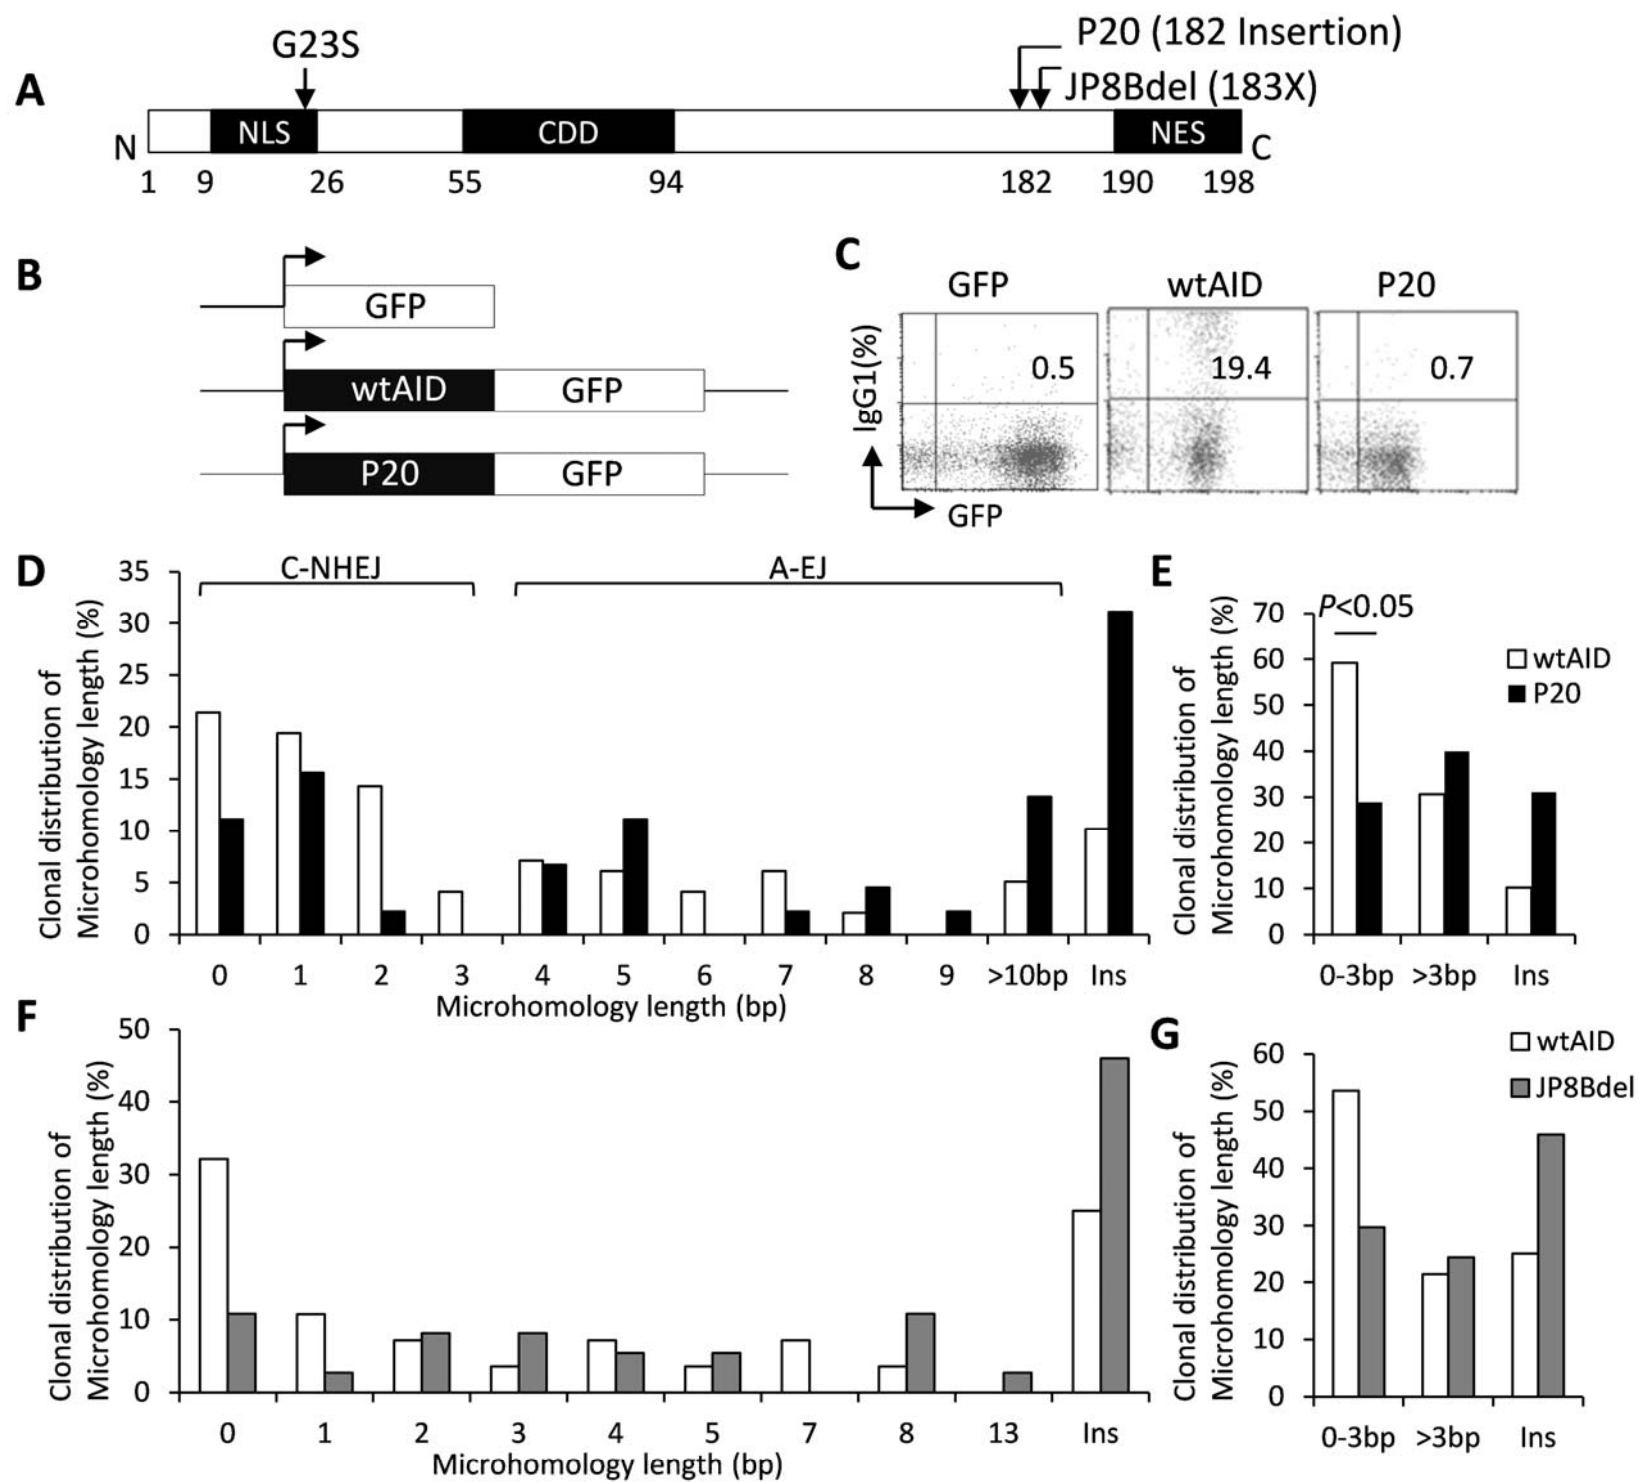 A
G23S
P20 (182 Insertion)
JP8Bdel (183X)
N
NLS
CDD
NES
C
1 9 26 55 94 182 190 198
B
GFP
wtAID GFP
P20 GFP
C
GFP wtAID P20
IgG1(%)
0.5 19.4 0.7
GFP
D
C-NHEJ A-EJ
Clonal distribution of
Microhomology length (%)
35
30
25
20
15
10
5
0
0 1 2 3 4 5 6 7 8 9 >10bp Ins
Microhomology length (bp)
E
P<0.05
Clonal distribution of
Microhomology length (%)
70
60
50
40
30
20
10
0
wtAID
P20
0-3bp >3bp Ins
F
Clonal distribution of
Microhomology length (%)
50
40
30
20
10
0
0 1 2 3 4 5 7 8 13 Ins
Microhomology length (bp)
G
Clonal distribution of
Microhomology length (%)
60
50
40
30
20
10
0
wtAID
JP8Bdel
0-3bp >3bp Ins